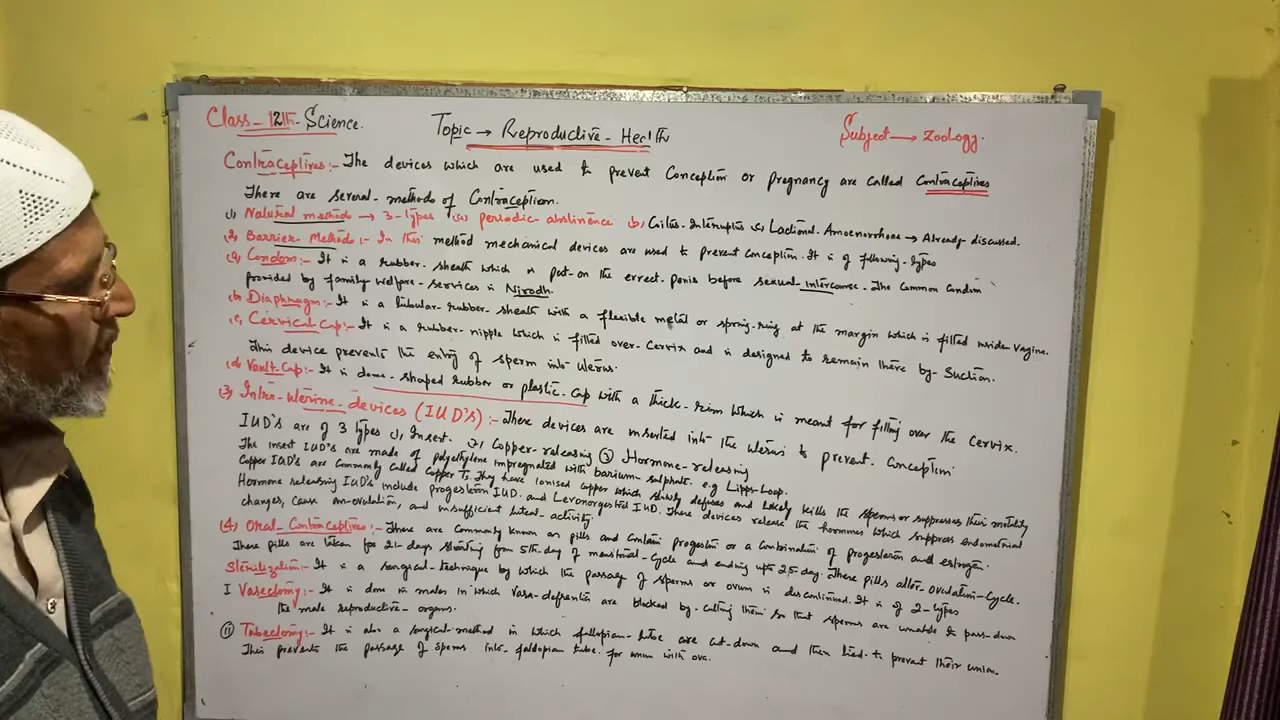 Class - 12th - Science.
Topic → Reproductive - Health
Subject → Zoology.
Contraceptives:- The devices which are used to prevent Conception or pregnancy are called Contraceptives
There are several methods of Contraception.
(1) Natural methods → 3-types (a) periodic abstinence (b) Coitus Interruptus (c) Lactional Amoenorrhoea → Already discussed.
(2) Barrier Methods:- In this method mechanical devices are used to prevent conception. It is of following types
(a) Condom:- It is a rubber sheath which is put on the errect penis before sexual intercourse. The Common Condom
provided by family welfare services is Nirodh.
(b) Diaphragm:- It is a tubular rubber sheath with a flexible metal or spring ring at the margin which is fitted inside vagina.
(c) Cervical Cap:- It is a rubber nipple which is fitted over Cervix and is designed to remain there by Suction.
This device prevents the entry of sperm into uterus.
(d) Vault Cap:- It is dome-shaped rubber or plastic cap with a thick rim which is meant for fitting over the Cervix.
(3) Intra-uterine devices (IUD's):- These devices are inserted into the uterus to prevent Conception.
IUD's are of 3 types (1) Insert. (2) Copper-releasing (3) Hormone-releasing
The insert IUD's are made of polyethylene impregnated with barium sulphate. e.g Lipps-Loop.
Copper IUD's are commonly called Copper Ts. They have ionised copper which slowly defuses and likely kills the sperms or suppresses their motility
Hormone releasing IUD's include progestasn IUD and Levonorgestrel IUD. These devices release the hormones which suppress endometrial
changes, cause an-ovulation, and insufficient luteal activity.
(4) Oral Contraceptives:- These are commonly known as pills and contain progestin or a combination of progesteron and estrogen.
These pills are taken for 21-days starting from 5th day of menstrual cycle and ending upto 25 day. These pills alter ovulation cycle.
Sterilization:- It is a surgical technique by which the passage of sperms or ovum is discontinued. It is of 2-types
I Vasectomy:- It is done in males in which Vasa-defrentia are blocked by cutting them so that sperms are unable to pass down
the male reproductive organs.
(II) Tubectomy:- It is also a surgical method in which fallopian tube are cut-down and then tied to prevent their union.
This prevents the passage of sperms into faldopian tube for union with ova.